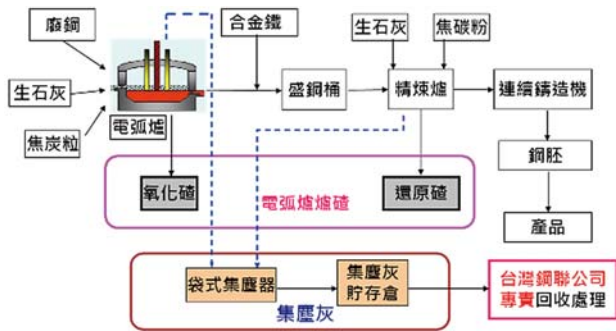 廢鋼
合金鐵
生石灰
焦碳粉
生石灰
盛鋼桶
精煉爐
連續鑄造機
電弧爐
焦炭粒
鋼胚
氧化碴
電弧爐爐碴
還原碴
產品
袋式集塵器
集塵灰
貯存倉
集塵灰
台灣鋼聯公司
專責回收處理